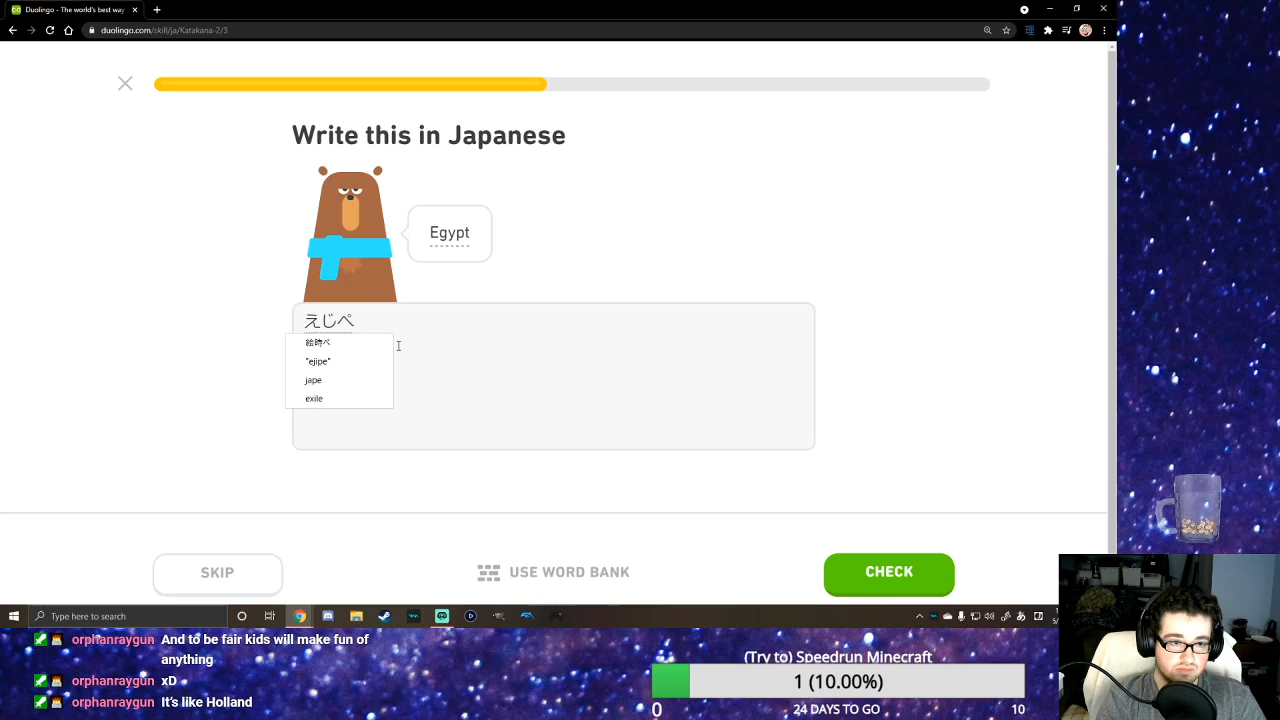 Duolingo - The world's best way
duolingo.com/skill/ja/Katakana-2/3
Write this in Japanese
Egypt
えじぺ
絵時ペ
"ejipe"
jape
exile
SKIP
USE WORD BANK
CHECK
Type here to search
orphanraygun And to be fair kids will make fun of
anything
orphanraygun xD
orphanraygun It's like Holland
(Try to) Speedrun Minecraft
1 (10.00%)
0
24 DAYS TO GO
10